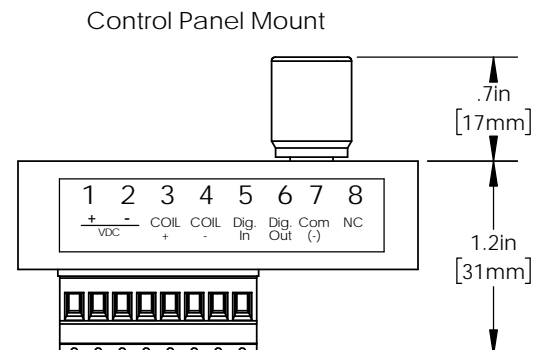 Control Panel Mount
.7in
[17mm]
1 2 3 4 5 6 7 8
+ - COIL COIL Dig. Dig. Com NC
VDC + - In Out (-)
1.2in
[31mm]